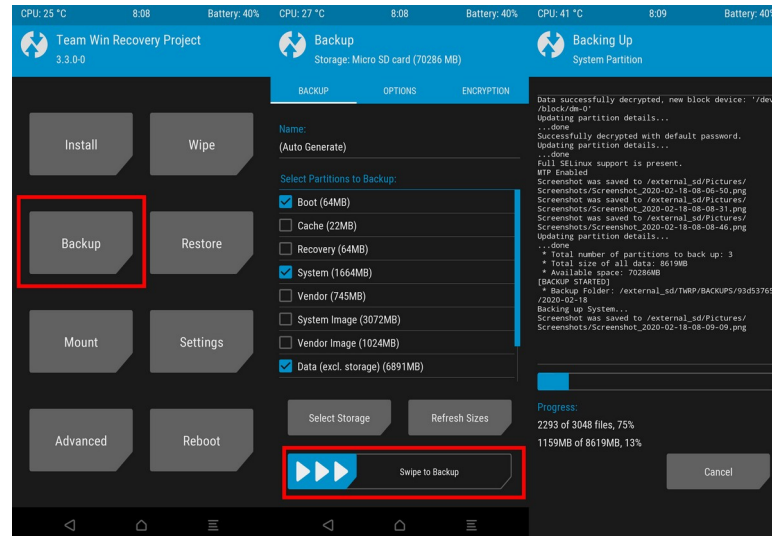 CPU: 25 °C 8:08 Battery: 40%
Team Win Recovery Project
3.3.0-0
Install Wipe
Backup Restore
Mount Settings
Advanced Reboot
CPU: 27 °C 8:08 Battery: 40%
Backup
Storage: Micro SD card (70286 MB)
BACKUP OPTIONS ENCRYPTION
Name:
(Auto Generate)
Select Partitions to Backup:
Boot (64MB)
Cache (22MB)
Recovery (64MB)
System (1664MB)
Vendor (745MB)
System Image (3072MB)
Vendor Image (1024MB)
Data (excl. storage) (6891MB)
Select Storage Refresh Sizes
Swipe to Backup
CPU: 41 °C 8:09 Battery: 40%
Backing Up
System Partition
Data successfully decrypted, new block device: '/dev
/block/dm-0'
Updating partition details...
...done
Successfully decrypted with default password.
Updating partition details...
...done
Full SELinux support is present.
MTP Enabled
Screenshot was saved to /external_sd/Pictures/
Screenshots/Screenshot_2020-02-18-08-06-50.png
Screenshot was saved to /external_sd/Pictures/
Screenshots/Screenshot_2020-02-18-08-08-31.png
Screenshot was saved to /external_sd/Pictures/
Screenshots/Screenshot_2020-02-18-08-08-46.png
Updating partition details...
...done
* Total number of partitions to back up: 3
* Total size of all data: 8619MB
* Available space: 70286MB
[BACKUP STARTED]
* Backup Folder: /external_sd/TWRP/BACKUPS/93d53765
/2020-02-18
Backing up System...
Screenshot was saved to /external_sd/Pictures/
Screenshots/Screenshot_2020-02-18-08-09-09.png
Progress:
2293 of 3048 files, 75%
1159MB of 8619MB, 13%
Cancel